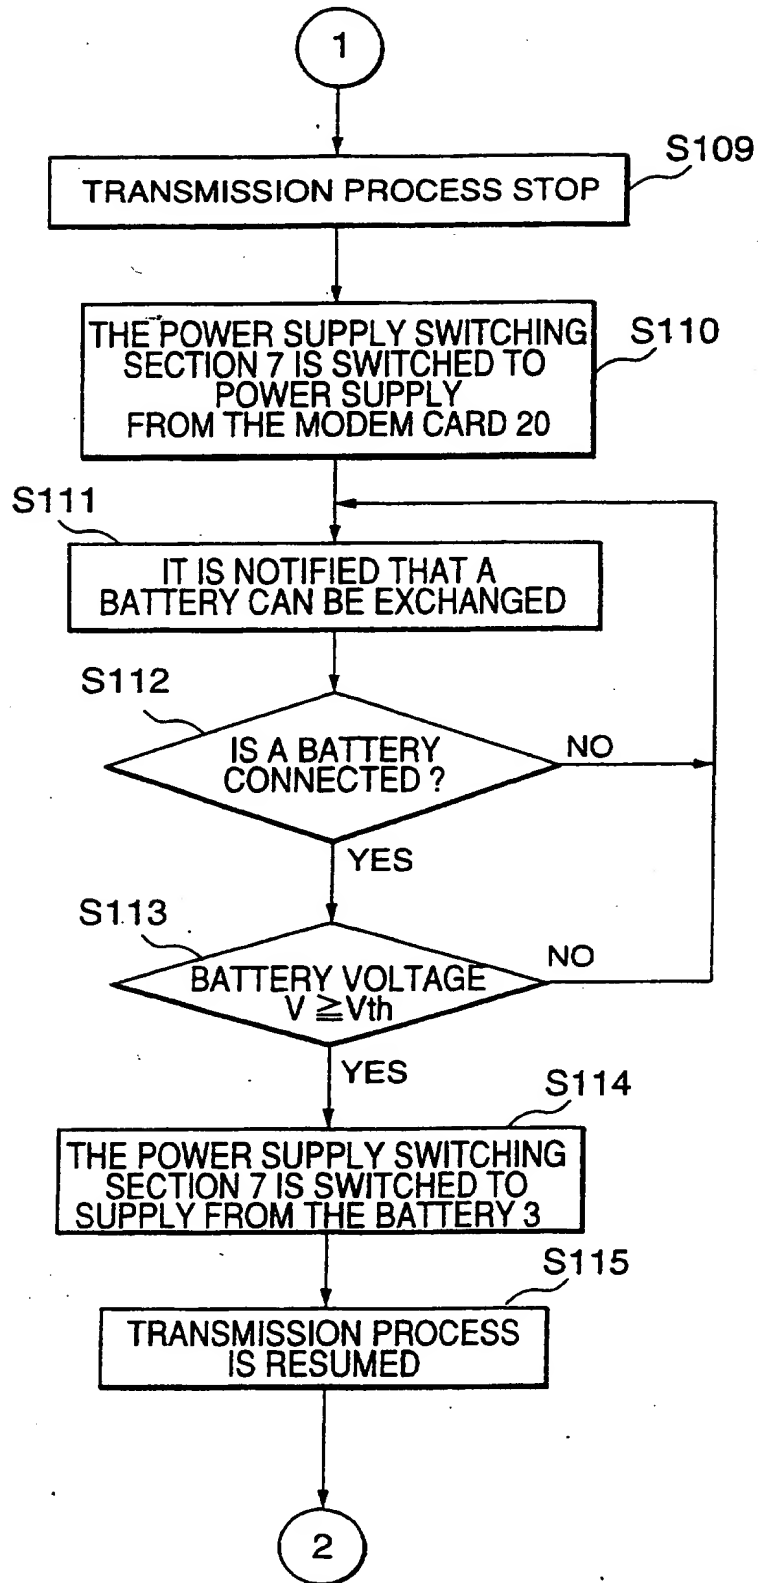 1
S109
TRANSMISSION PROCESS STOP
S110
THE POWER SUPPLY SWITCHING
SECTION 7 IS SWITCHED TO
POWER SUPPLY
FROM THE MODEM CARD 20
S111
IT IS NOTIFIED THAT A
BATTERY CAN BE EXCHANGED
S112
IS A BATTERY
CONNECTED ?
NO
YES
S113
BATTERY VOLTAGE
V ≧ Vth
NO
YES
S114
THE POWER SUPPLY SWITCHING
SECTION 7 IS SWITCHED TO
SUPPLY FROM THE BATTERY 3
S115
TRANSMISSION PROCESS
IS RESUMED
2